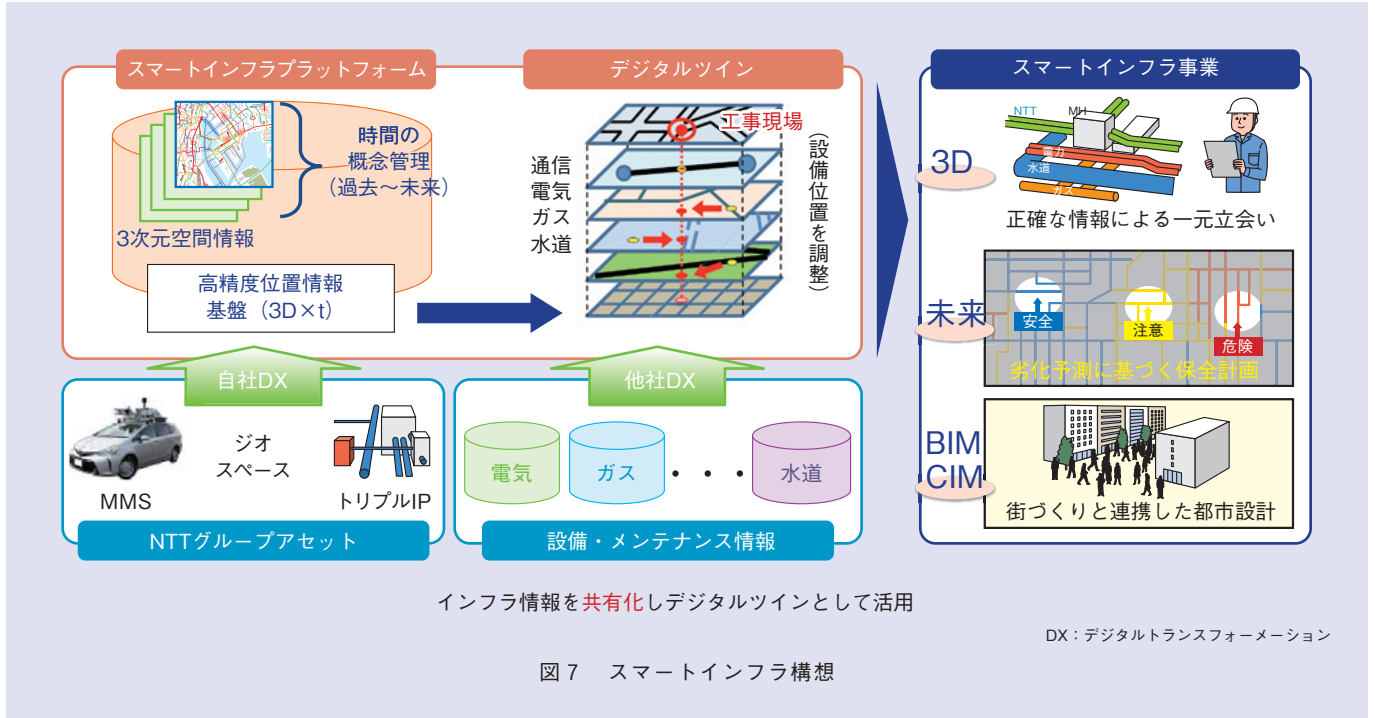 スマートインフラプラットフォーム
時間の
概念管理
(過去～未来)
3次元空間情報
高精度位置情報
基盤(3D×t)
デジタルツイン
工事現場
通信
電気
ガス
水道
(設備位置を調整)
自社DX
他社DX
MMS
ジオ
スペース
トリプルIP
NTTグループアセット
電気
ガス
・・・
水道
設備・メンテナンス情報
スマートインフラ事業
3D
NTT
MH
電力
水道
ガス
正確な情報による一元立会い
未来
安全
注意
危険
劣化予測に基づく保全計画
BIM
CIM
街づくりと連携した都市設計
インフラ情報を共有化しデジタルツインとして活用
DX：デジタルトランスフォーメーション
図7 スマートインフラ構想